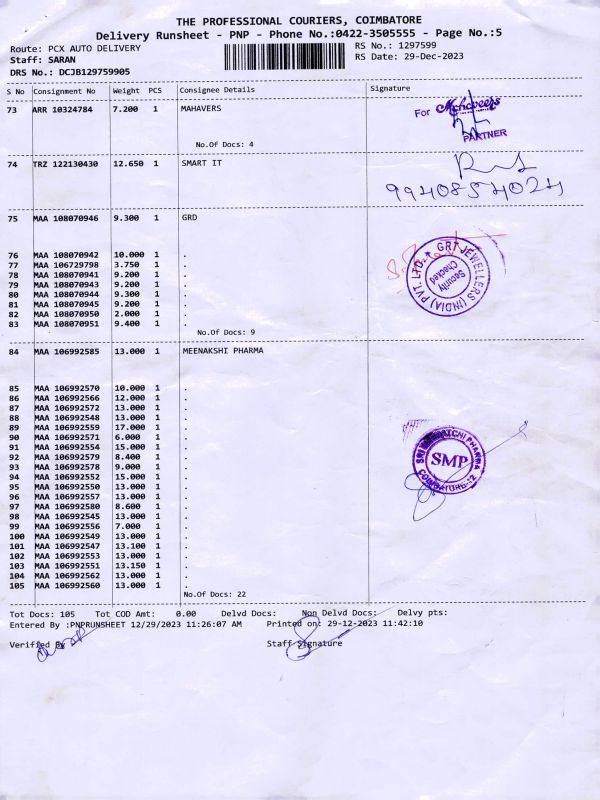 THE PROFESSIONAL COURIERS, COIMBATORE
Delivery Runsheet - PNP - Phone No.:0422-3505555 - Page No.:5
Route: PCX AUTO DELIVERY RS No.: 1297599
Staff: SARAN RS Date: 29-Dec-2023
DRS No.: DCJB129759905
S No Consignment No Weight PCS Consignee Details Signature
73 ARR 10324784 7.200 1 MAHAVERS
For Mahaveers
PARTNER
No.Of Docs: 4
74 TRZ 122130430 12.650 1 SMART IT
9940854024
75 MAA 108070946 9.300 1 GRD
GRT JEWELLERS (INDIA) PVT. LTD.
Security Checked
76 MAA 108070942 10.000 1 .
77 MAA 106729798 3.750 1 .
78 MAA 108070941 9.200 1 .
79 MAA 108070943 9.200 1 .
80 MAA 108070944 9.300 1 .
81 MAA 108070945 9.200 1 .
82 MAA 108070950 2.000 1 .
83 MAA 108070951 9.400 1 .
No.Of Docs: 9
84 MAA 106992585 13.000 1 MEENAKSHI PHARMA
85 MAA 106992570 10.000 1 .
86 MAA 106992566 12.000 1 .
87 MAA 106992572 13.000 1 .
88 MAA 106992548 13.000 1 .
89 MAA 106992559 17.000 1 .
90 MAA 106992571 6.000 1 .
91 MAA 106992554 15.000 1 .
92 MAA 106992579 8.400 1 .
93 MAA 106992578 9.000 1 .
94 MAA 106992552 15.000 1 .
95 MAA 106992550 13.000 1 .
96 MAA 106992557 13.000 1 .
97 MAA 106992580 8.600 1 .
98 MAA 106992545 13.000 1 .
99 MAA 106992556 7.000 1 .
100 MAA 106992549 13.000 1 .
101 MAA 106992547 13.100 1 .
102 MAA 106992553 13.000 1 .
103 MAA 106992551 13.150 1 .
104 MAA 106992562 13.000 1 .
105 MAA 106992560 13.000 1 .
SMP
PHARMA
COIMBATORE-12
No.Of Docs: 22
Tot Docs: 105 Tot COD Amt: 0.00 Delvd Docs: Non Delvd Docs: Delvy pts:
Entered By :PNPRUNSHEET 12/29/2023 11:26:07 AM Printed on: 29-12-2023 11:42:10
Verified By Staff Signature